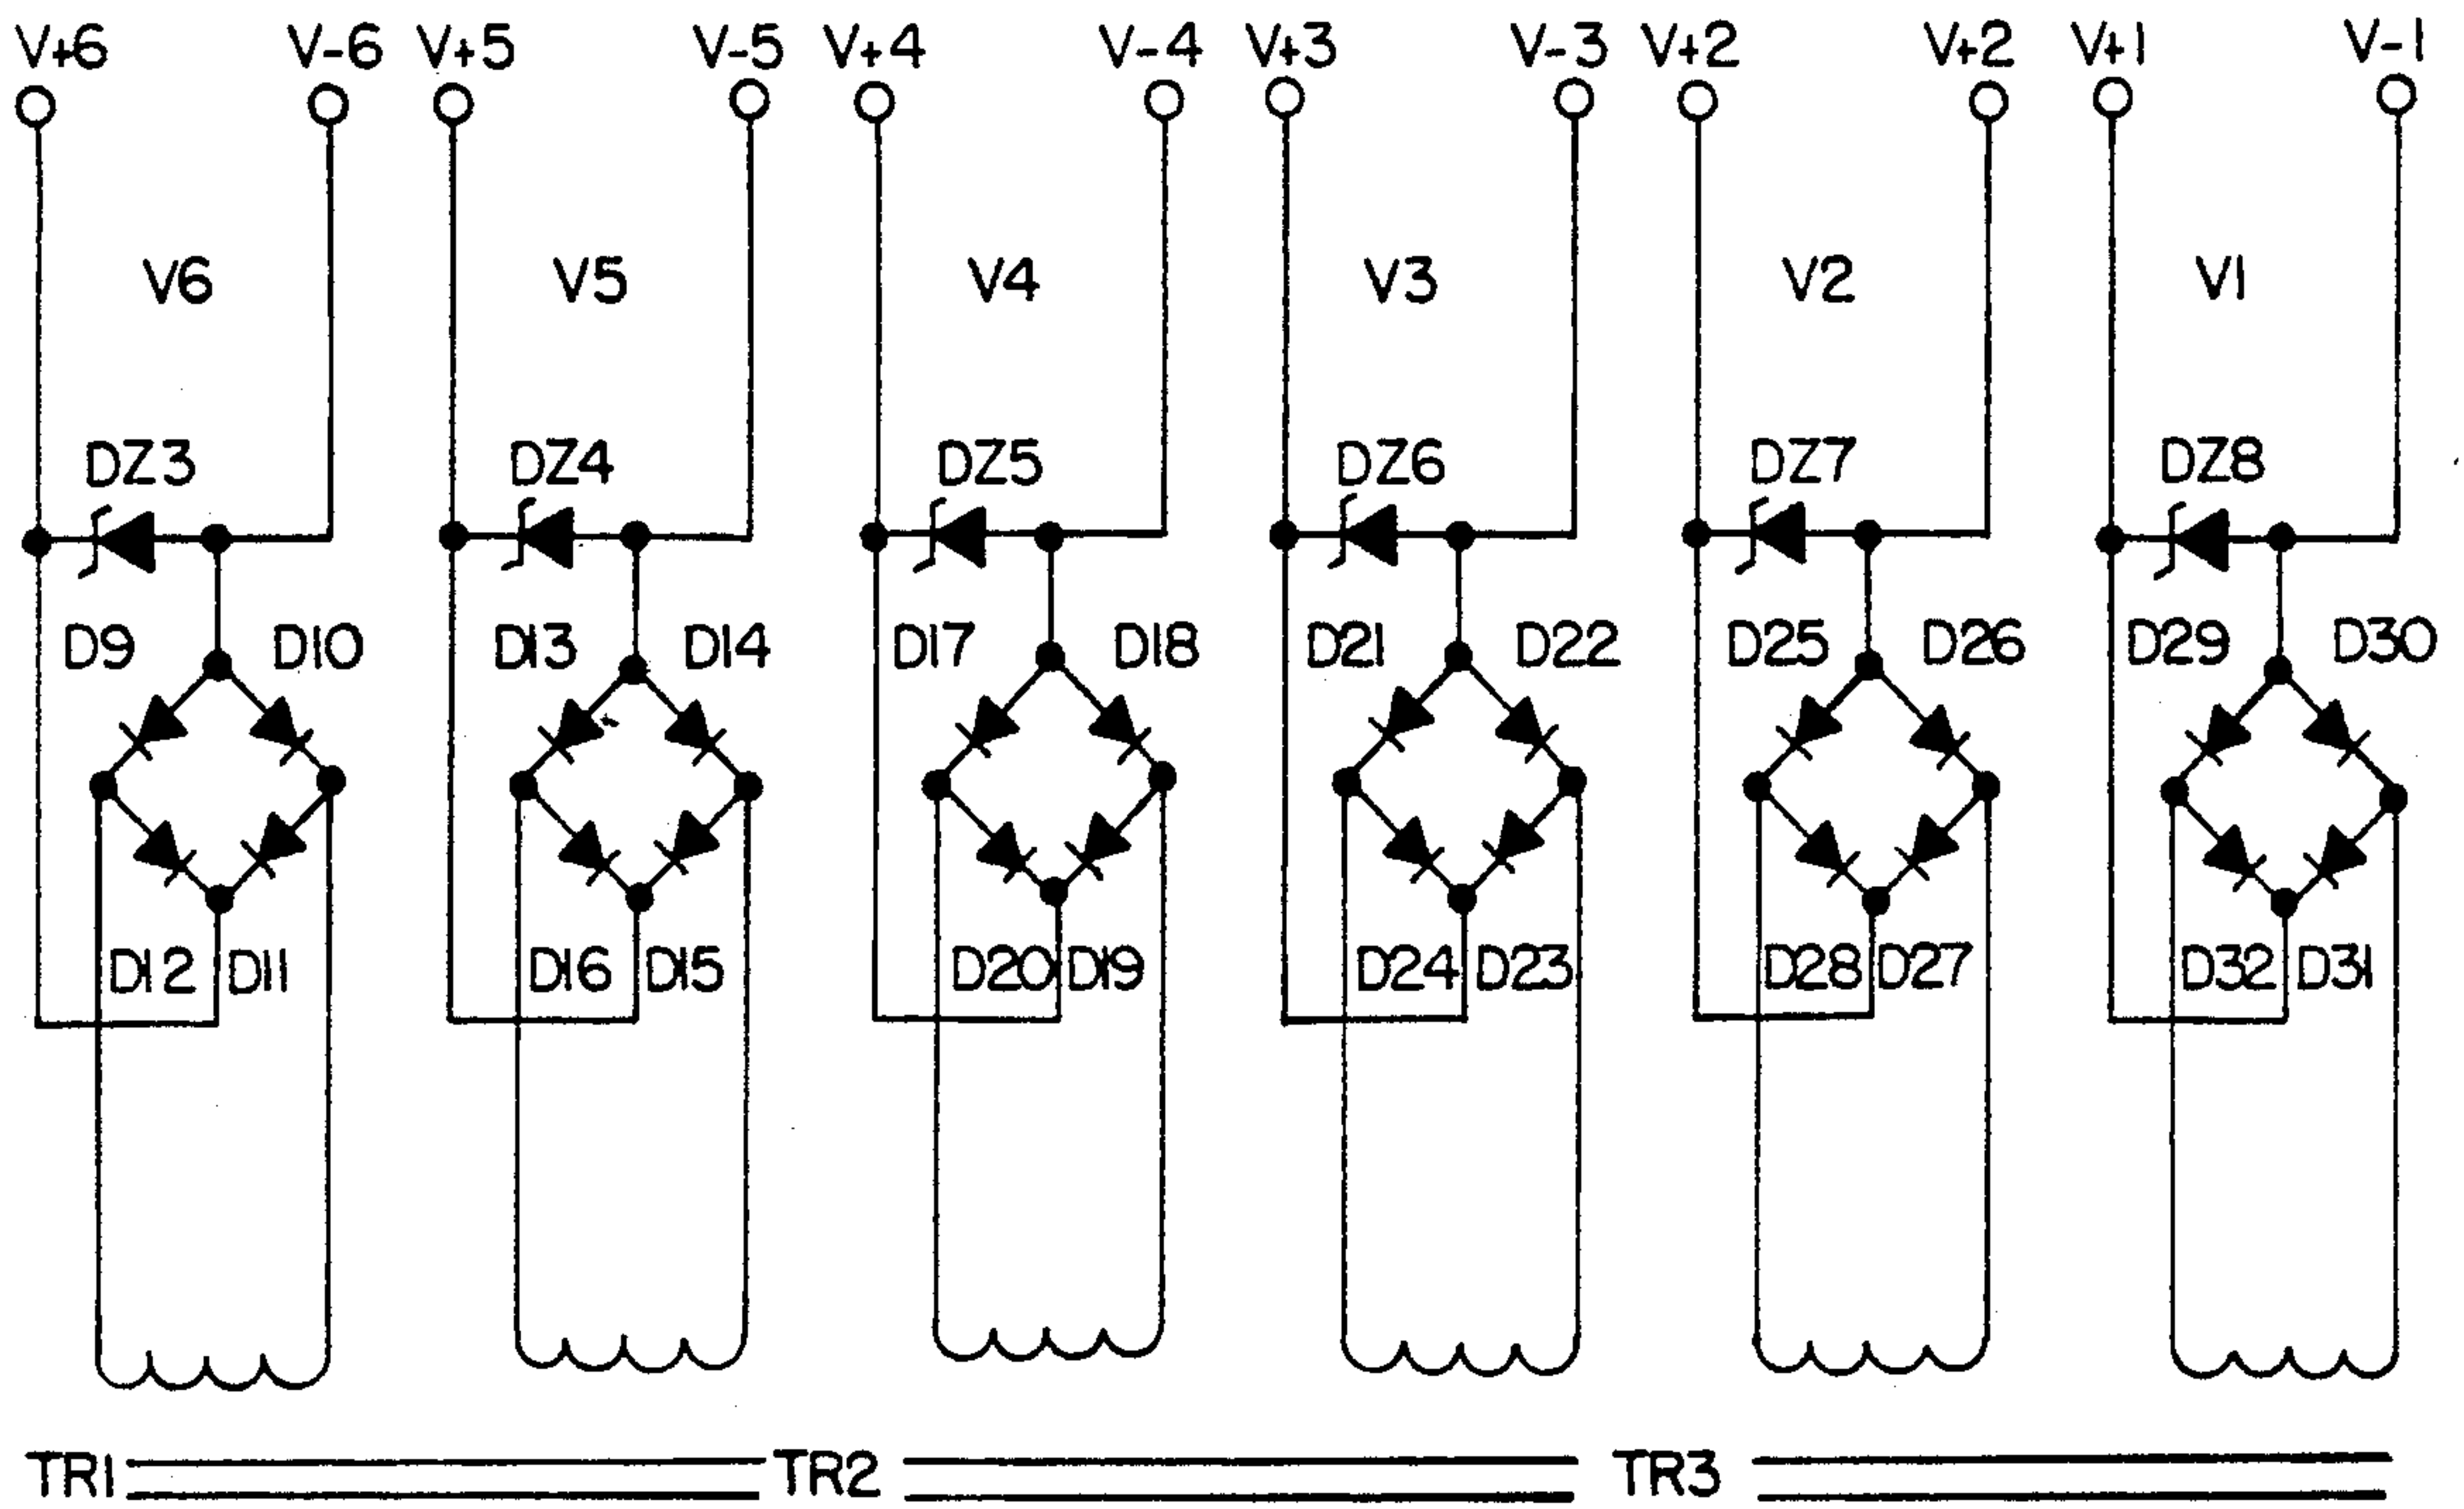 V+6 V-6 V+5 V-5 V+4 V-4 V+3 V-3 V+2 V+2 V+1 V-1
V6 V5 V4 V3 V2 V1
DZ3 DZ4 DZ5 DZ6 DZ7 DZ8
D9 D10 D13 D14 D17 D18 D21 D22 D25 D26 D29 D30
D12 D11 D16 D15 D20 D19 D24 D23 D28 D27 D32 D31
TR1 TR2 TR3